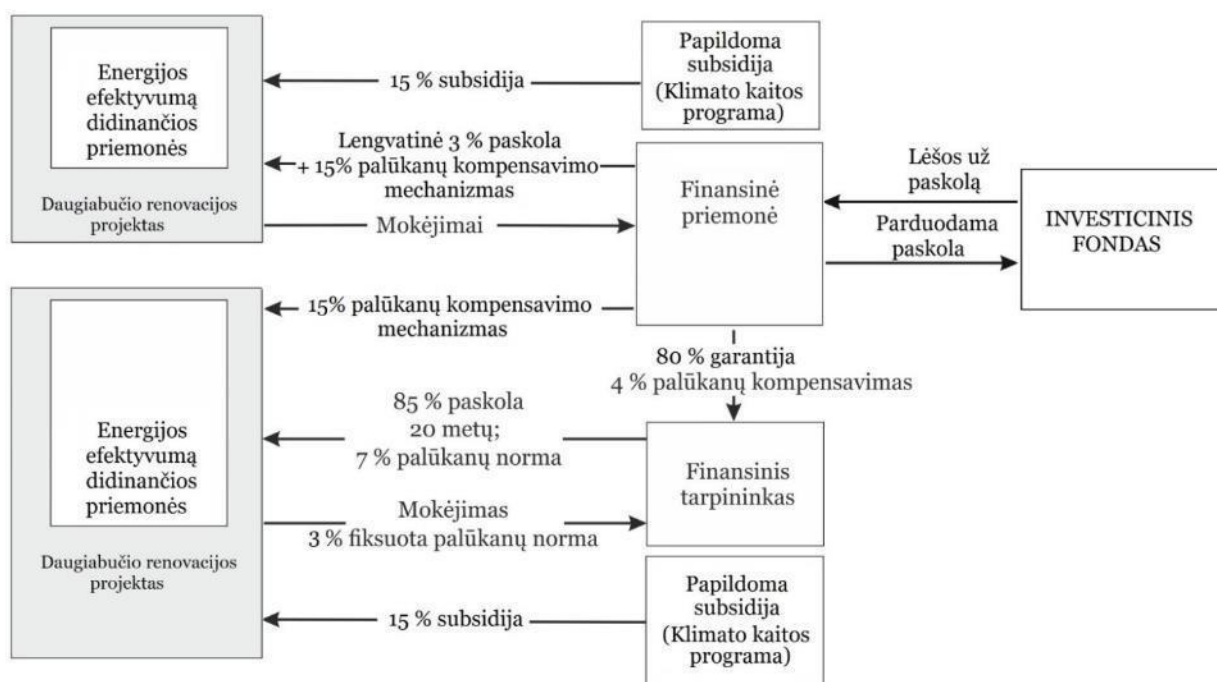 Energijos
efektyvumą
didinančios
priemonės
Daugiabučio renovacijos
projektas
15 % subsidija
Papildoma
subsidija
(Klimato kaitos
programa)
Lengvatinė 3 % paskola
+ 15% palūkanų kompensavimo
mechanizmas
Mokėjimai
Finansinė
priemonė
Lėšos už
paskolą
Parduodama
paskola
INVESTICINIS
FONDAS
15% palūkanų kompensavimo
mechanizmas
80 % garantija
4 % palūkanų kompensavimas
Energijos
efektyvumą
didinančios
priemonės
Daugiabučio renovacijos
projektas
85 % paskola
20 metų;
7 % palūkanų norma
Finansinis
tarpininkas
Mokėjimas
3 % fiksuota palūkanų norma
15 % subsidija
Papildoma
subsidija
(Klimato kaitos
programa)